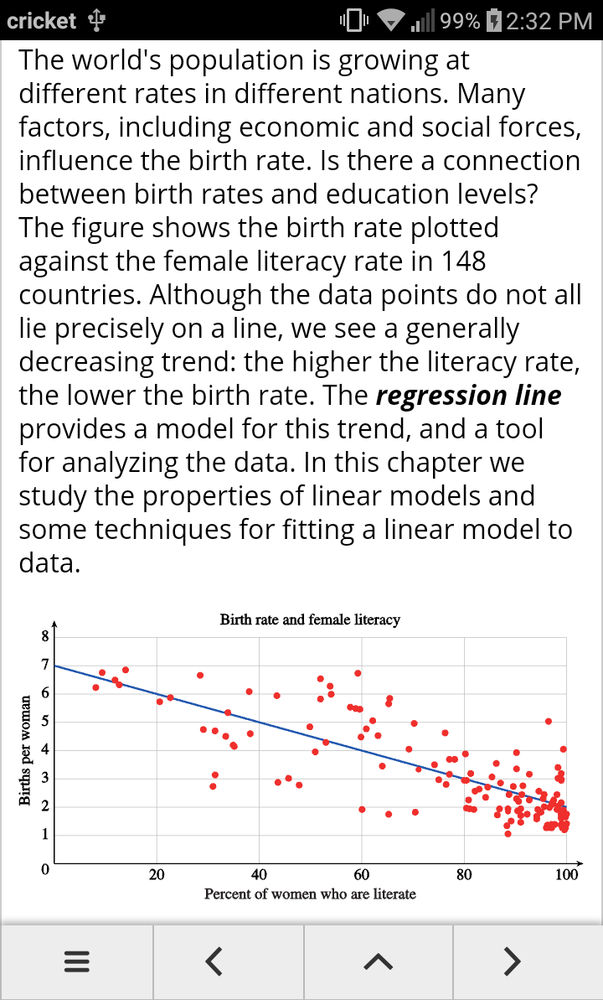 cricket 99% 2:32 PM
The world's population is growing at
different rates in different nations. Many
factors, including economic and social forces,
influence the birth rate. Is there a connection
between birth rates and education levels?
The figure shows the birth rate plotted
against the female literacy rate in 148
countries. Although the data points do not all
lie precisely on a line, we see a generally
decreasing trend: the higher the literacy rate,
the lower the birth rate. The regression line
provides a model for this trend, and a tool
for analyzing the data. In this chapter we
study the properties of linear models and
some techniques for fitting a linear model to
data.
Birth rate and female literacy
Births per woman
8
7
6
5
4
3
2
1
0
20 40 60 80 100
Percent of women who are literate